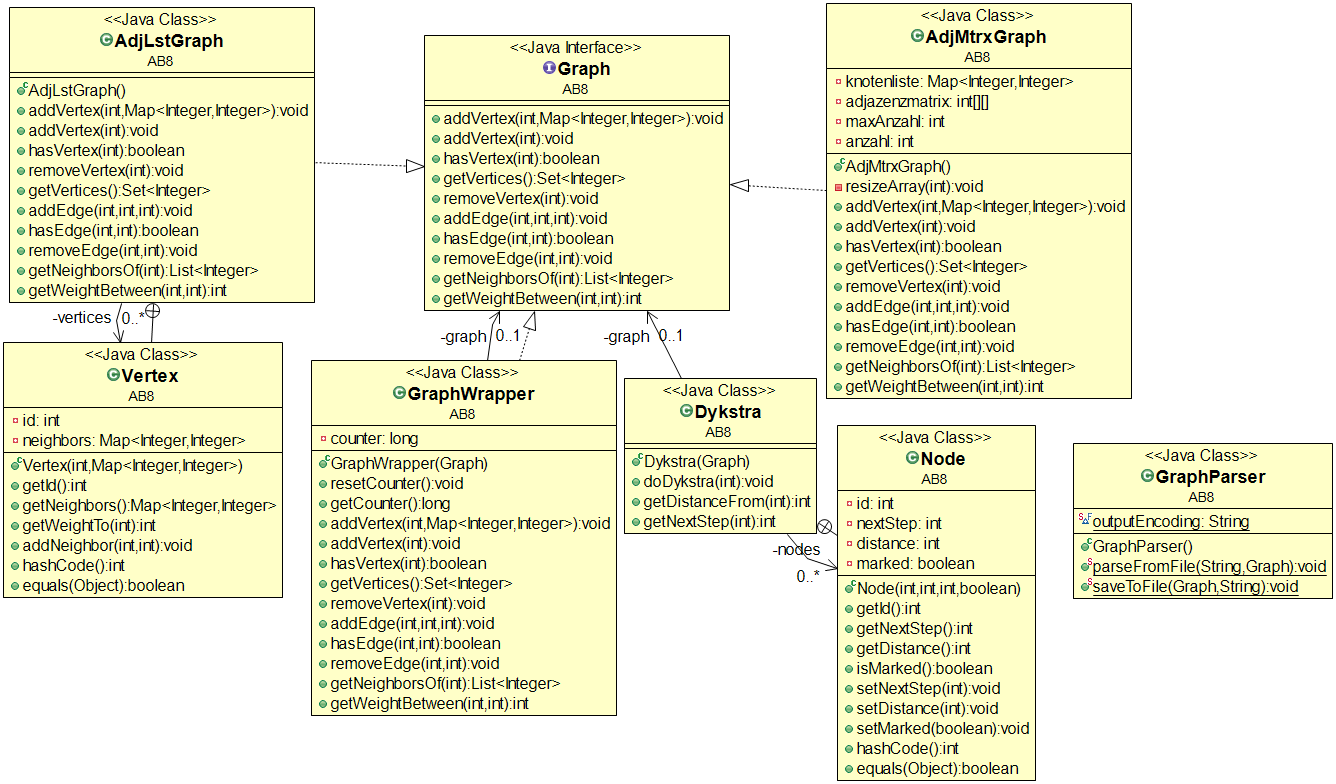 <<Java Class>>
AdjLstGraph
AB8
AdjLstGraph()
addVertex(int,Map<Integer,Integer>):void
addVertex(int):void
hasVertex(int):boolean
removeVertex(int):void
getVertices():Set<Integer>
addEdge(int,int,int):void
hasEdge(int,int):boolean
removeEdge(int,int):void
getNeighborsOf(int):List<Integer>
getWeightBetween(int,int):int
<<Java Interface>>
Graph
AB8
addVertex(int,Map<Integer,Integer>):void
addVertex(int):void
hasVertex(int):boolean
getVertices():Set<Integer>
removeVertex(int):void
addEdge(int,int,int):void
hasEdge(int,int):boolean
removeEdge(int,int):void
getNeighborsOf(int):List<Integer>
getWeightBetween(int,int):int
<<Java Class>>
AdjMtrxGraph
AB8
knotenliste: Map<Integer,Integer>
adjazenzmatrix: int[][]
maxAnzahl: int
anzahl: int
AdjMtrxGraph()
resizeArray(int):void
addVertex(int,Map<Integer,Integer>):void
addVertex(int):void
hasVertex(int):boolean
getVertices():Set<Integer>
removeVertex(int):void
addEdge(int,int,int):void
hasEdge(int,int):boolean
removeEdge(int,int):void
getNeighborsOf(int):List<Integer>
getWeightBetween(int,int):int
-vertices 0..*
-graph 0..1
-graph 0..1
<<Java Class>>
Vertex
AB8
id: int
neighbors: Map<Integer,Integer>
Vertex(int,Map<Integer,Integer>)
getId():int
getNeighbors():Map<Integer,Integer>
getWeightTo(int):int
addNeighbor(int,int):void
hashCode():int
equals(Object):boolean
<<Java Class>>
GraphWrapper
AB8
counter: long
GraphWrapper(Graph)
resetCounter():void
getCounter():long
addVertex(int,Map<Integer,Integer>):void
addVertex(int):void
hasVertex(int):boolean
getVertices():Set<Integer>
removeVertex(int):void
addEdge(int,int,int):void
hasEdge(int,int):boolean
removeEdge(int,int):void
getNeighborsOf(int):List<Integer>
getWeightBetween(int,int):int
<<Java Class>>
Dykstra
AB8
Dykstra(Graph)
doDykstra(int):void
getDistanceFrom(int):int
getNextStep(int):int
-nodes
0..*
<<Java Class>>
Node
AB8
id: int
nextStep: int
distance: int
marked: boolean
Node(int,int,int,boolean)
getId():int
getNextStep():int
getDistance():int
isMarked():boolean
setNextStep(int):void
setDistance(int):void
setMarked(boolean):void
hashCode():int
equals(Object):boolean
<<Java Class>>
GraphParser
AB8
outputEncoding: String
GraphParser()
parseFromFile(String,Graph):void
saveToFile(Graph,String):void